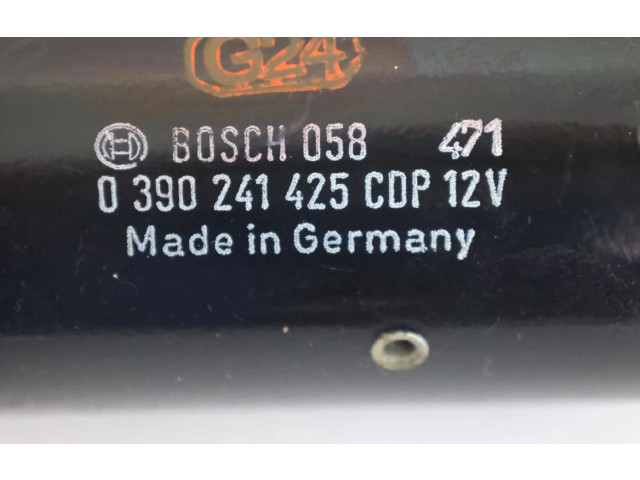 G24
BOSCH 058 471
0 390 241 425 CDP 12V
Made in Germany